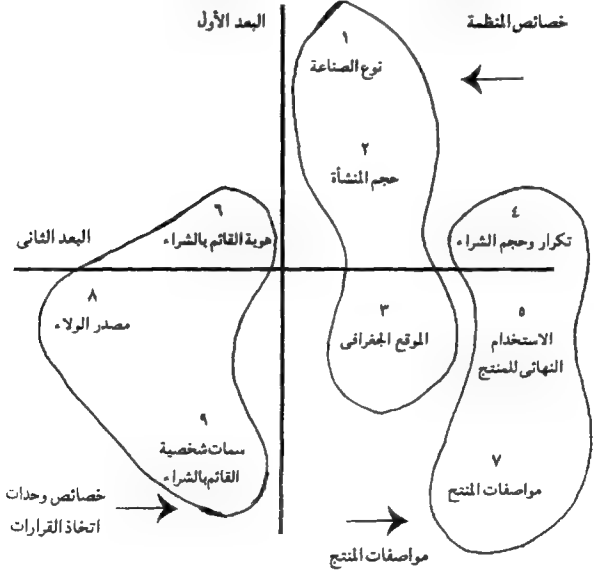 خصائص المنظمة
البعد الأول
١
نوع الصناعة
٢
حجم المنشأة
٤
تكرار وحجم الشراء
٦
هوية القائم بالشراء
البعد الثانى
٨
مصدر الولاء
٣
الموقع الجغرافى
٥
الاستخدام
النهائى للمنتج
٩
سمات شخصية
القائم بالشراء
٧
مواصفات المنتج
خصائص وحدات
اتخاذ القرارات
مواصفات المنتج